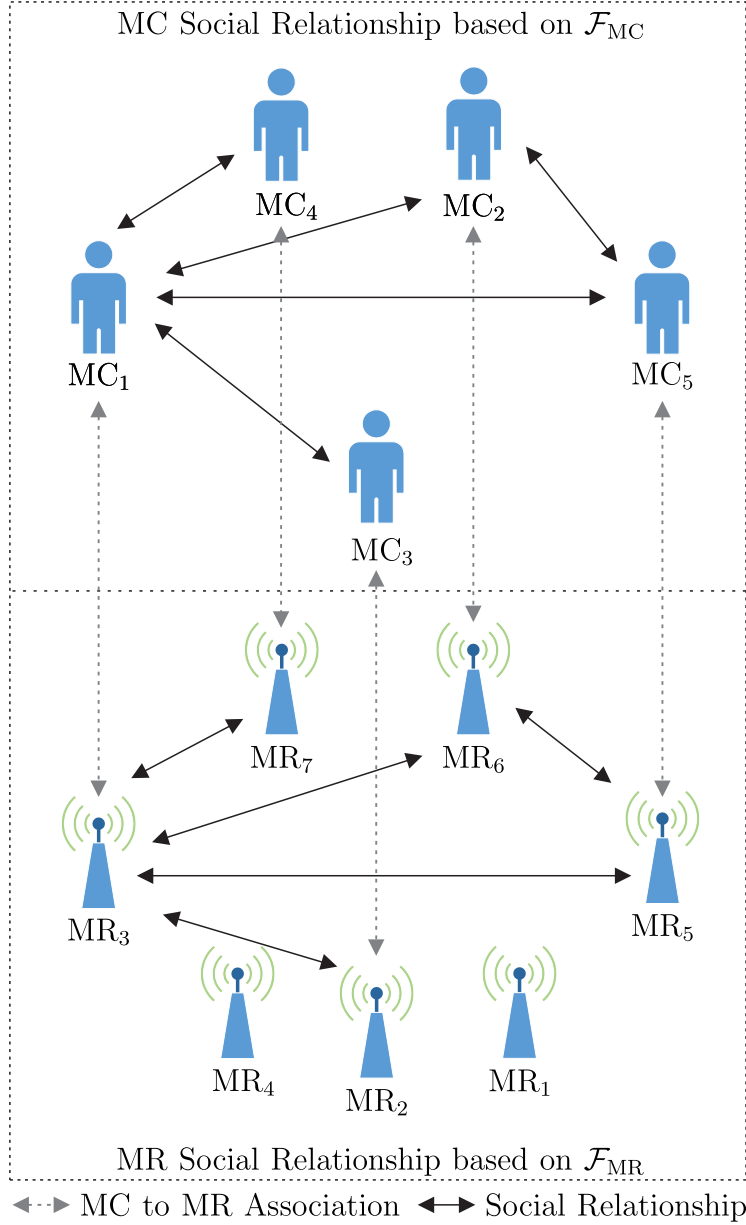 MC Social Relationship based on 𝓕_MC
MC₄
MC₂
MC₁
MC₅
MC₃
MR₇
MR₆
MR₃
MR₅
MR₄
MR₂
MR₁
MR Social Relationship based on 𝓕_MR
MC to MR Association
Social Relationship